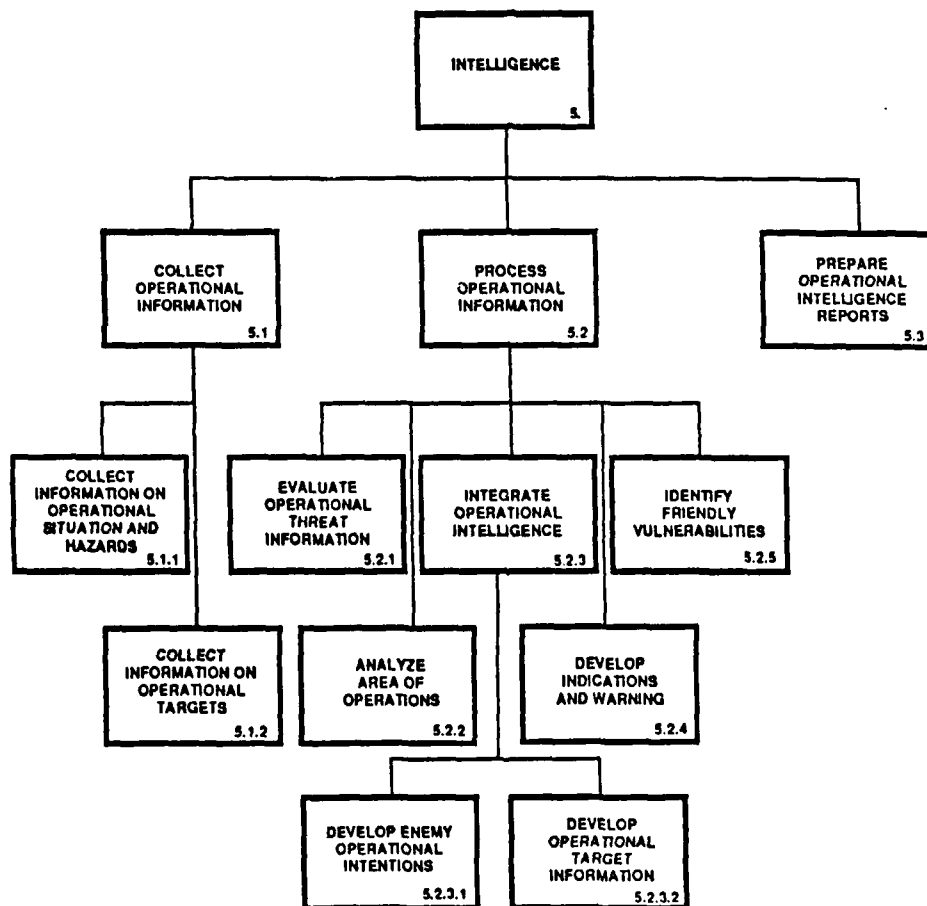 INTELLIGENCE
5.
COLLECT
OPERATIONAL
INFORMATION
5.1
PROCESS
OPERATIONAL
INFORMATION
5.2
PREPARE
OPERATIONAL
INTELLIGENCE
REPORTS
5.3
COLLECT
INFORMATION ON
OPERATIONAL
SITUATION AND
HAZARDS
5.1.1
EVALUATE
OPERATIONAL
THREAT
INFORMATION
5.2.1
INTEGRATE
OPERATIONAL
INTELLIGENCE
5.2.3
IDENTIFY
FRIENDLY
VULNERABILITIES
5.2.5
COLLECT
INFORMATION ON
OPERATIONAL
TARGETS
5.1.2
ANALYZE
AREA OF
OPERATIONS
5.2.2
DEVELOP
INDICATIONS
AND WARNING
5.2.4
DEVELOP ENEMY
OPERATIONAL
INTENTIONS
5.2.3.1
DEVELOP
OPERATIONAL
TARGET
INFORMATION
5.2.3.2